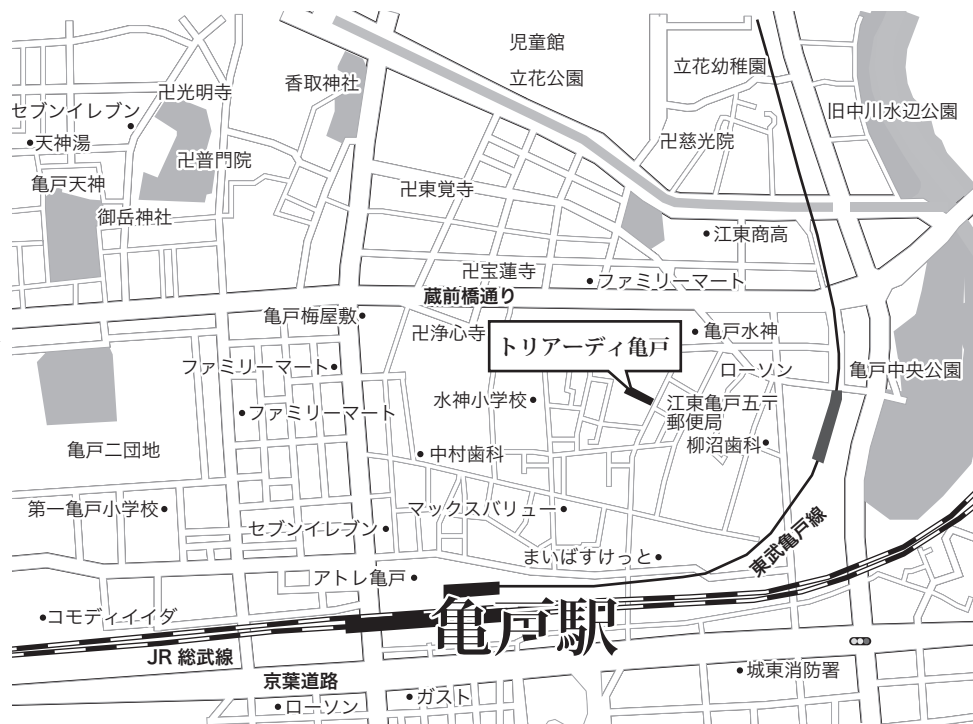 児童館
立花公園
立花幼稚園
香取神社
卍光明寺
セブンイレブン
天神湯
旧中川水辺公園
卍慈光院
卍普門院
亀戸天神
卍東覚寺
御岳神社
江東商高
卍宝蓮寺
ファミリーマート
蔵前橋通り
亀戸梅屋敷
卍浄心寺
亀戸水神
トリアーディ亀戸
ファミリーマート
ローソン
亀戸中央公園
水神小学校
江東亀戸五〒
郵便局
ファミリーマート
柳沼歯科
亀戸二団地
中村歯科
第一亀戸小学校
マックスバリュー
セブンイレブン
東武亀戸線
まいばすけっと
アトレ亀戸
コモディイイダ
亀戸駅
JR 総武線
城東消防署
京葉道路
ガスト
ローソン